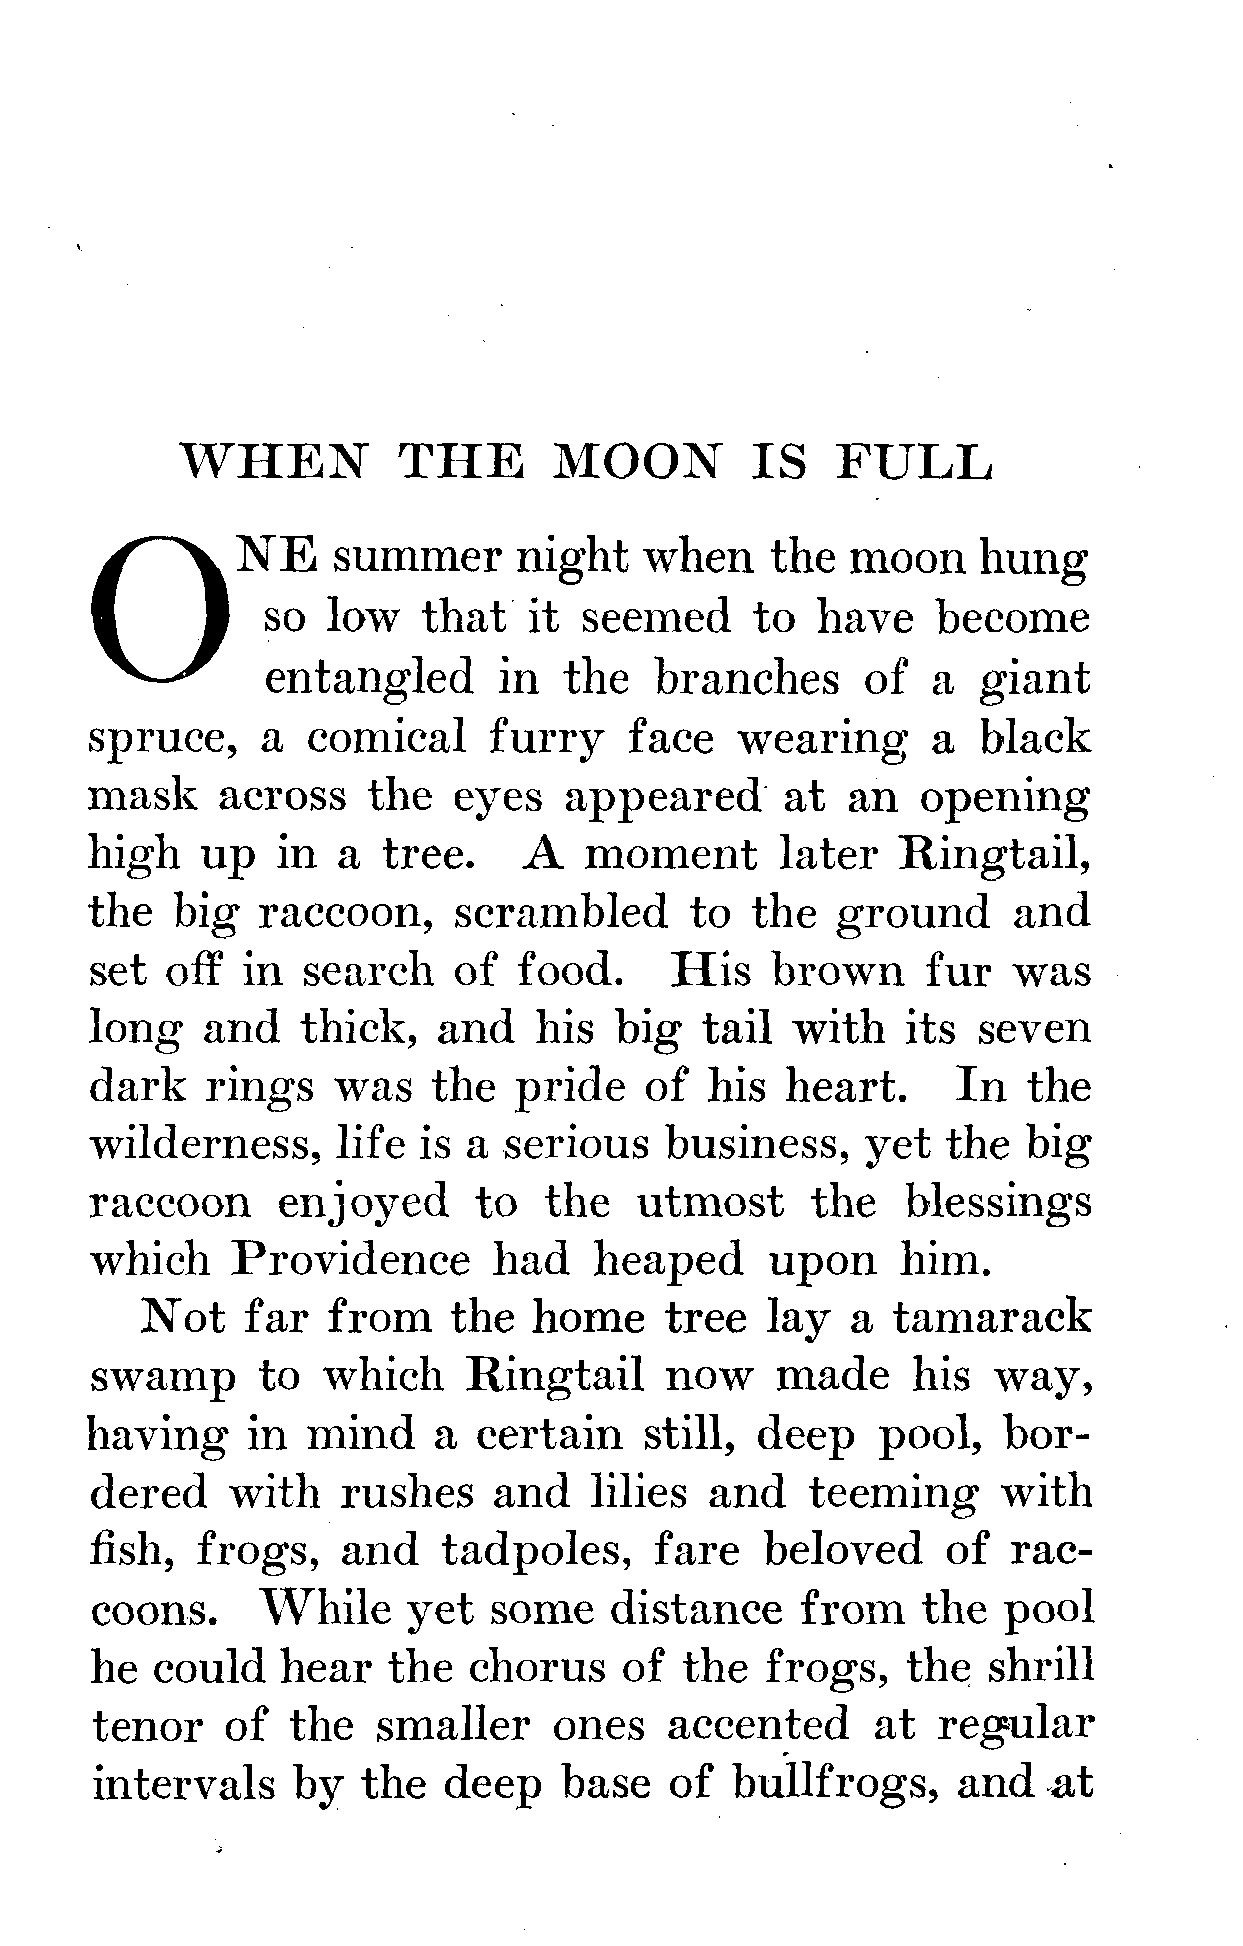 WHEN THE MOON IS FULL
ONE summer night when the moon hung
so low that it seemed to have become
entangled in the branches of a giant
spruce, a comical furry face wearing a black
mask across the eyes appeared at an opening
high up in a tree. A moment later Ringtail,
the big raccoon, scrambled to the ground and
set off in search of food. His brown fur was
long and thick, and his big tail with its seven
dark rings was the pride of his heart. In the
wilderness, life is a serious business, yet the big
raccoon enjoyed to the utmost the blessings
which Providence had heaped upon him.
Not far from the home tree lay a tamarack
swamp to which Ringtail now made his way,
having in mind a certain still, deep pool, bor-
dered with rushes and lilies and teeming with
fish, frogs, and tadpoles, fare beloved of rac-
coons. While yet some distance from the pool
he could hear the chorus of the frogs, the shrill
tenor of the smaller ones accented at regular
intervals by the deep base of bullfrogs, and at